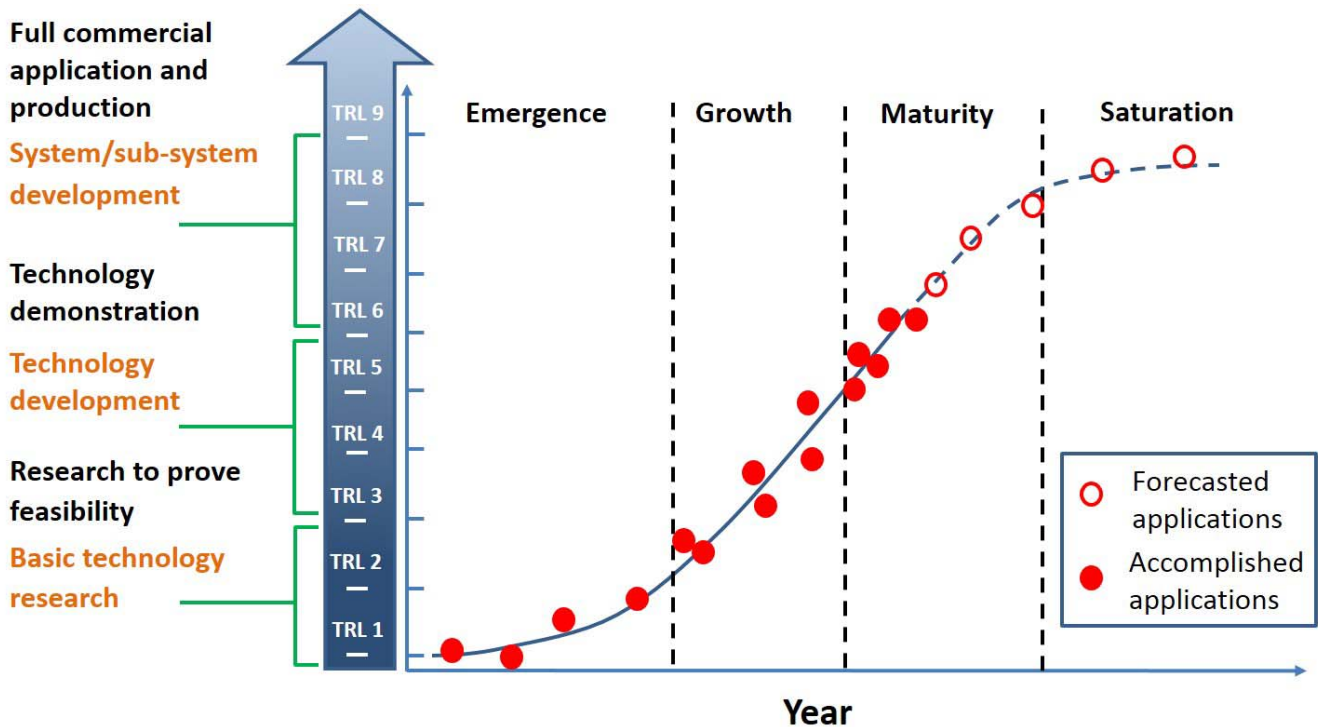 Full commercial
application and
production
System/sub-system
development
Technology
demonstration
Technology
development
Research to prove
feasibility
Basic technology
research
TRL 9
TRL 8
TRL 7
TRL 6
TRL 5
TRL 4
TRL 3
TRL 2
TRL 1
Emergence
Growth
Maturity
Saturation
Forecasted
applications
Accomplished
applications
Year